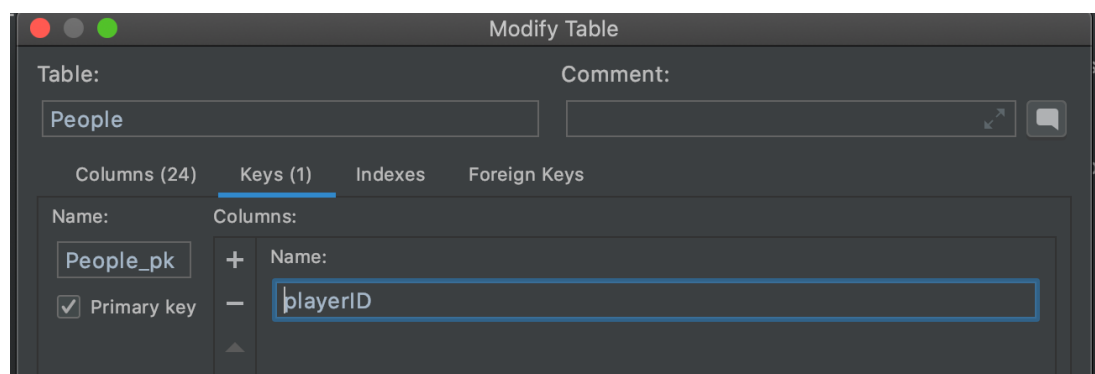 Modify Table
Table: Comment:
People
Columns (24) Keys (1) Indexes Foreign Keys
Name: Columns:
People_pk + Name:
Primary key − playerID